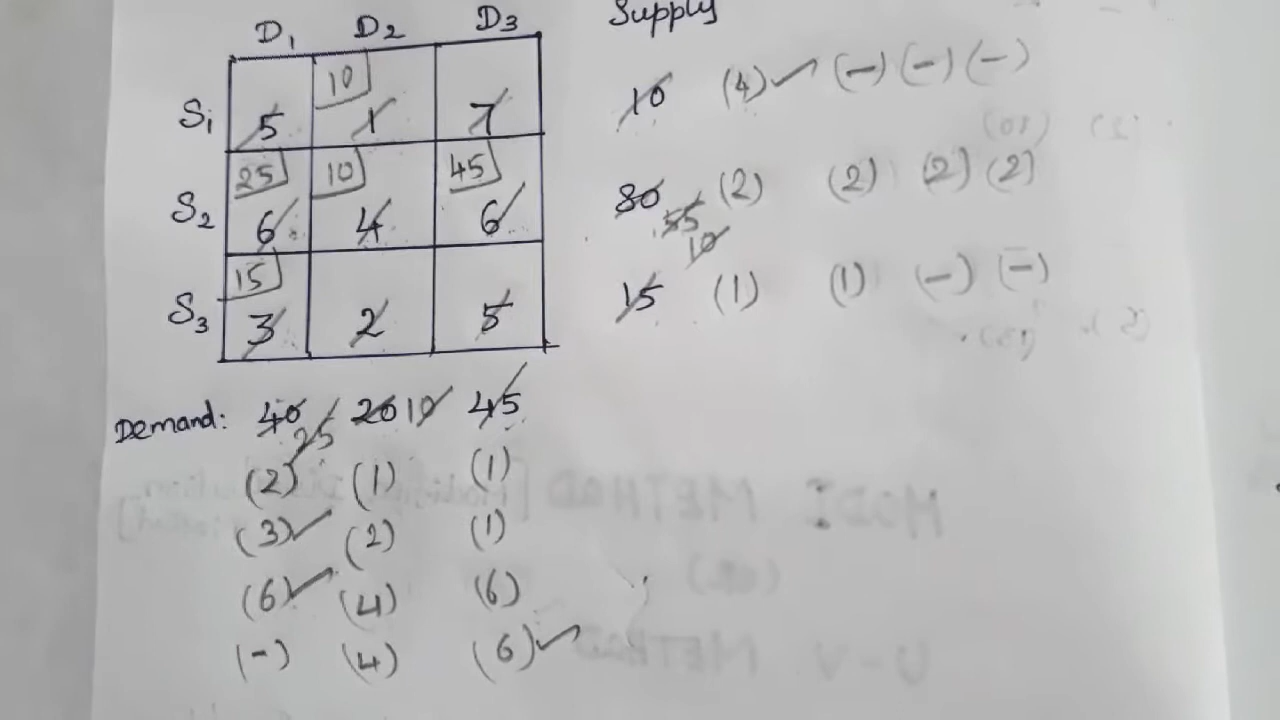 D1 D2 D3 Supply
10
S1 5 1 7 10 (4)✓ (-) (-) (-)
25 10 45
S2 6 4 6 80 (2) (2) (2) (2)
55
10
15
S3 3 2 5 15 (1) (1) (-) (-)
Demand: 40 20 10 45
25
(2) (1) (1)
(3)✓ (2) (1)
(6)✓ (4) (6)
(-) (4) (6)✓
MODI METHOD
(or)
U-V METHOD